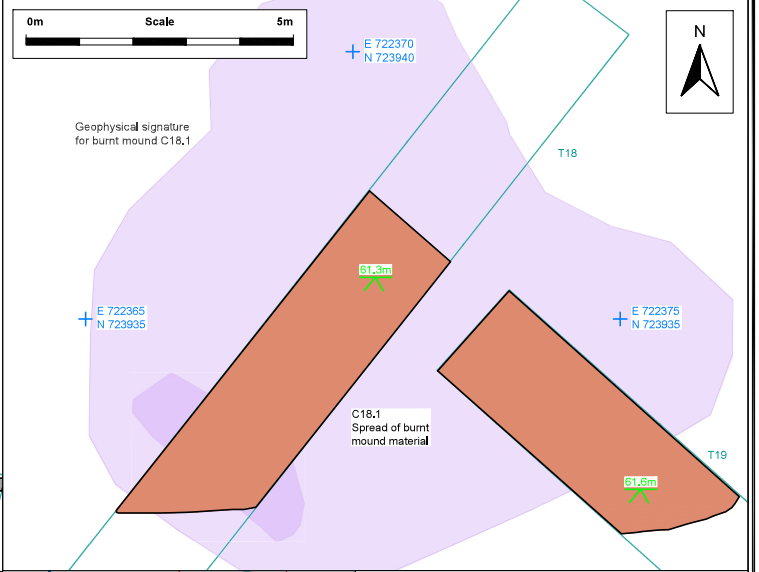 0m Scale 5m
E 722370
N 723940
N
Geophysical signature
for burnt mound C18.1
T18
61.3m
E 722365
N 723935
E 722375
N 723935
C18.1
Spread of burnt
mound material
T19
61.6m